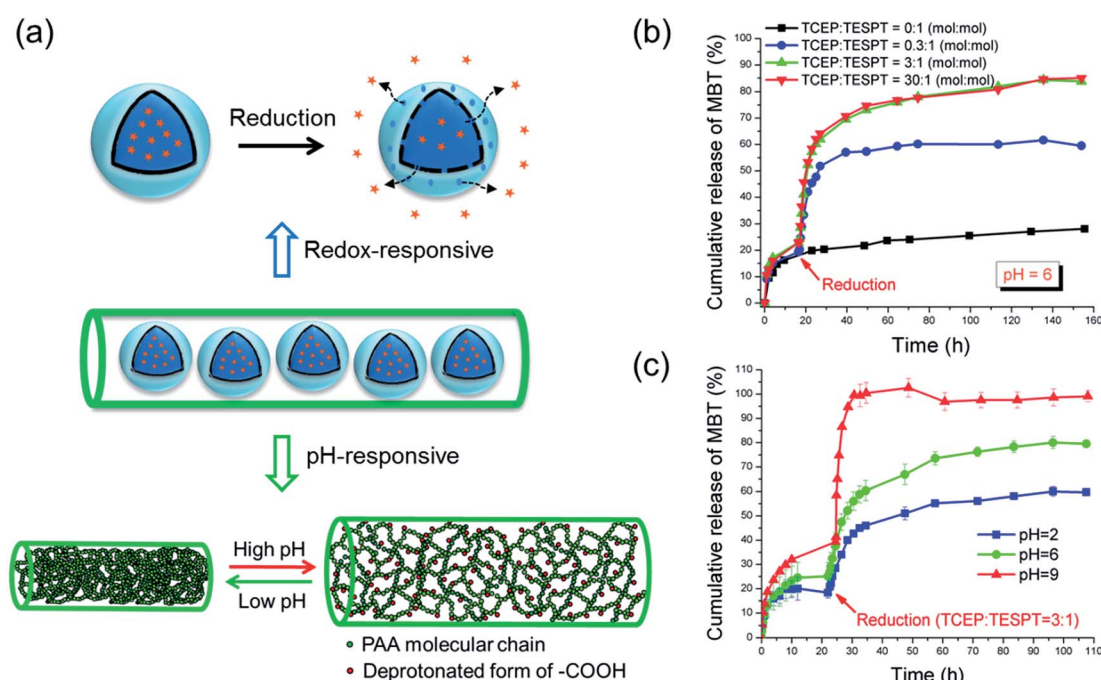 (a)
Reduction
Redox-responsive
pH-responsive
High pH
Low pH
PAA molecular chain
Deprotonated form of -COOH
(b)
TCEP:TESPT = 0:1 (mol:mol)
TCEP:TESPT = 0.3:1 (mol:mol)
TCEP:TESPT = 3:1 (mol:mol)
TCEP:TESPT = 30:1 (mol:mol)
Cumulative release of MBT (%)
100
90
80
70
60
50
40
30
20
10
0
Reduction
pH = 6
0 20 40 60 80 100 120 140 160
Time (h)
(c)
Cumulative release of MBT (%)
110
100
90
80
70
60
50
40
30
20
10
0
pH=2
pH=6
pH=9
Reduction (TCEP:TESPT=3:1)
0 10 20 30 40 50 60 70 80 90 100 110
Time (h)